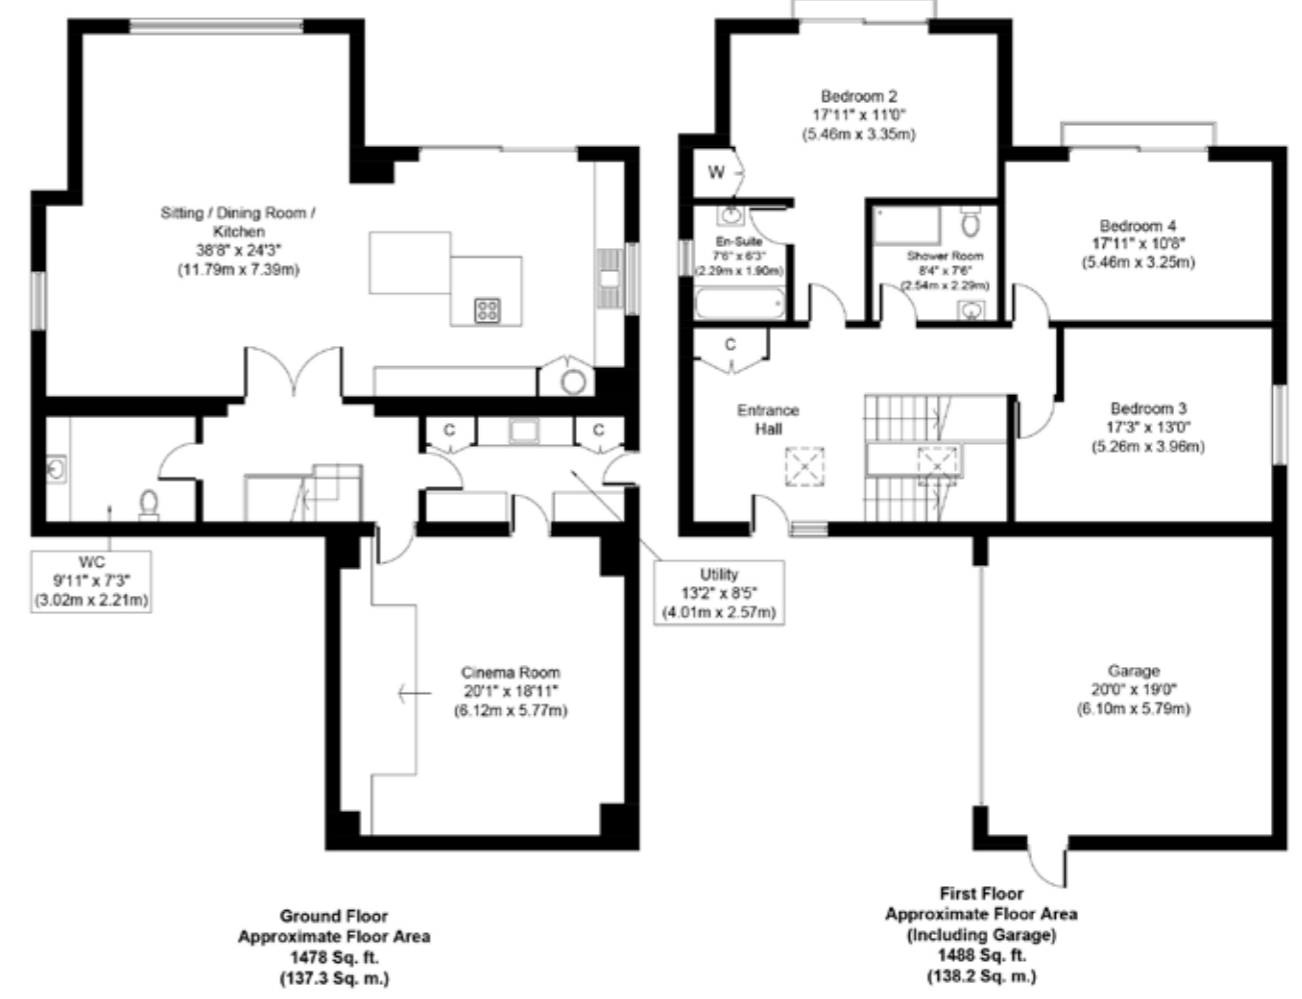 Sitting / Dining Room /
Kitchen
38'8" x 24'3"
(11.79m x 7.39m)
C
C
WC
9'11" x 7'3"
(3.02m x 2.21m)
Utility
13'2" x 8'5"
(4.01m x 2.57m)
Cinema Room
20'1" x 18'11"
(6.12m x 5.77m)
Ground Floor
Approximate Floor Area
1478 Sq. ft.
(137.3 Sq. m.)
Bedroom 2
17'11" x 11'0"
(5.46m x 3.35m)
W
En-Suite
7'6" x 6'3"
(2.29m x 1.90m)
Shower Room
8'4" x 7'6"
(2.54m x 2.29m)
Bedroom 4
17'11" x 10'8"
(5.46m x 3.25m)
C
Entrance
Hall
Bedroom 3
17'3" x 13'0"
(5.26m x 3.96m)
Garage
20'0" x 19'0"
(6.10m x 5.79m)
First Floor
Approximate Floor Area
(Including Garage)
1488 Sq. ft.
(138.2 Sq. m.)